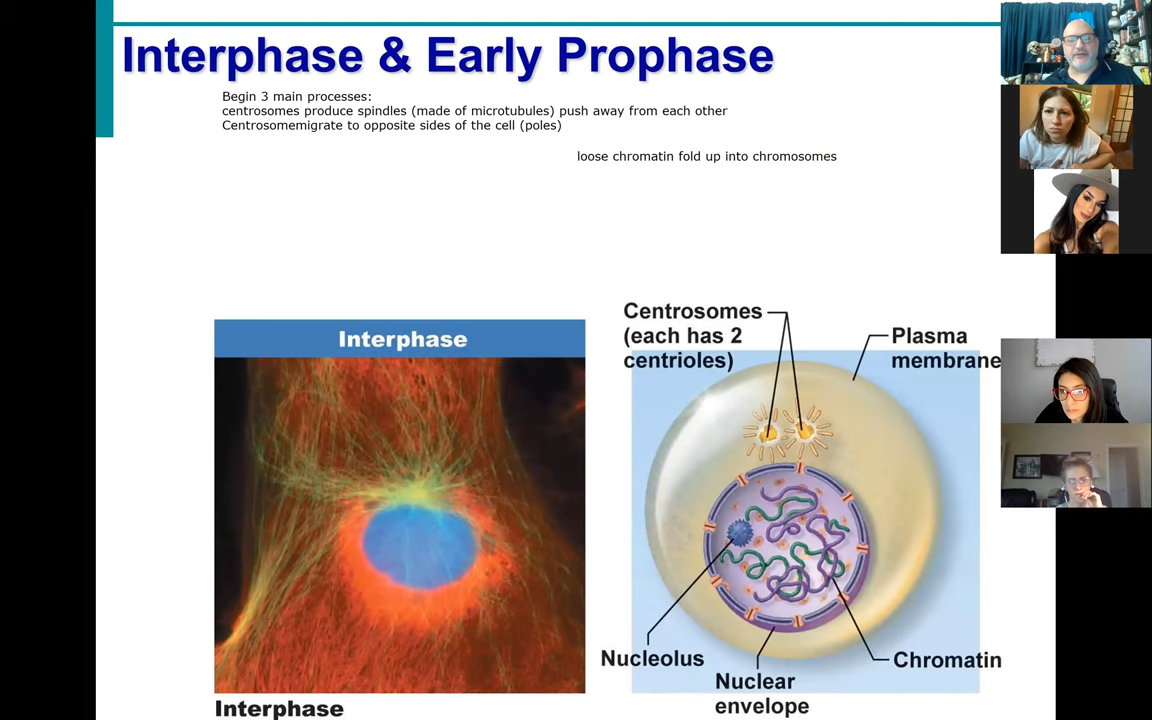 Interphase & Early Prophase
Begin 3 main processes:
centrosomes produce spindles (made of microtubules) push away from each other
Centrosomemigrate to opposite sides of the cell (poles)
loose chromatin fold up into chromosomes
Interphase
Centrosomes
(each has 2
centrioles)
Plasma
membrane
Nucleolus
Chromatin
Nuclear
envelope
Interphase